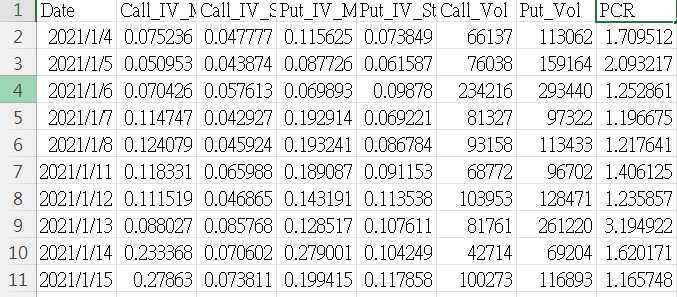 1 Date Call_IV_M Call_IV_S Put_IV_M Put_IV_St Call_Vol Put_Vol PCR
2 2021/1/4 0.075236 0.047777 0.115625 0.073849 66137 113062 1.709512
3 2021/1/5 0.050953 0.043874 0.087726 0.061587 76038 159164 2.093217
4 2021/1/6 0.070426 0.057613 0.069893 0.09878 234216 293440 1.252861
5 2021/1/7 0.114747 0.042927 0.192914 0.069221 81327 97322 1.196675
6 2021/1/8 0.124079 0.045924 0.193241 0.086784 93158 113433 1.217641
7 2021/1/11 0.118331 0.065988 0.189087 0.091153 68772 96702 1.406125
8 2021/1/12 0.111519 0.046865 0.143191 0.113538 103953 128471 1.235857
9 2021/1/13 0.088027 0.085768 0.128517 0.107611 81761 261220 3.194922
10 2021/1/14 0.233368 0.070602 0.279001 0.104249 42714 69204 1.620171
11 2021/1/15 0.27863 0.073811 0.199415 0.117858 100273 116893 1.165748